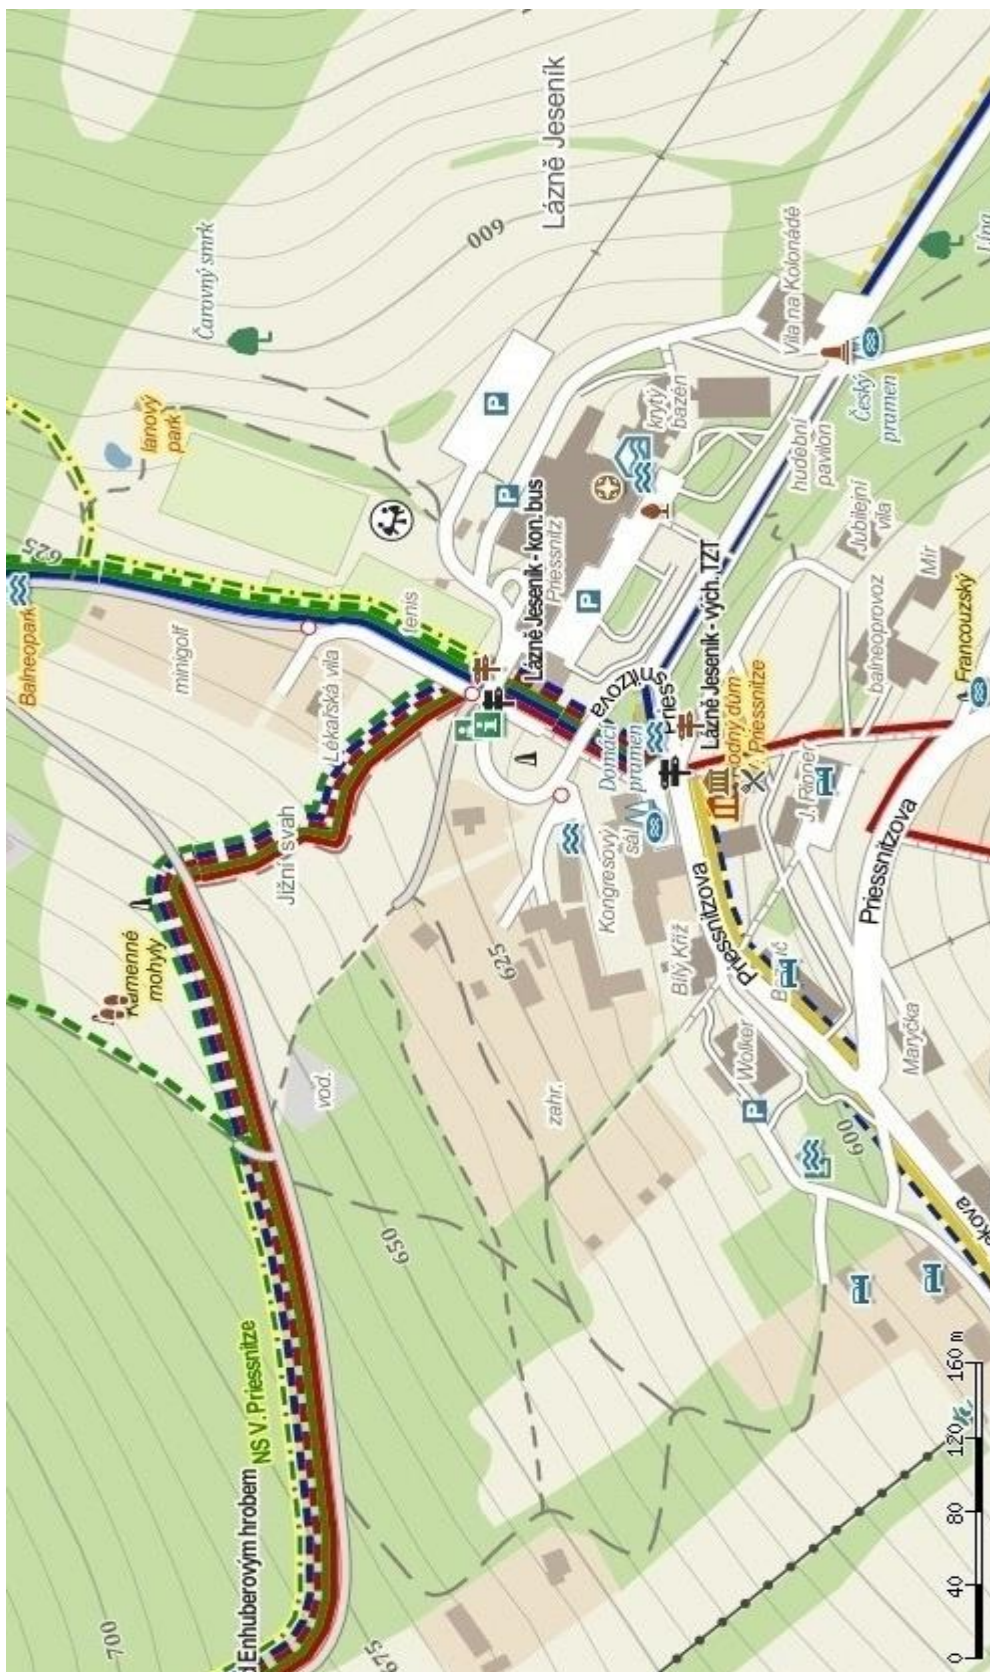 Lázně Jeseník
Čarovný smrk
600
lanový
park
625
Balneopark
minigolf
tenis
Lékařská vila
Jižní svah
Kamenné
mohyly
vod.
NS V. Priessnitze
d Enhuberovým hrobem
700
675
650
625
zahr.
P
P
P
Lázně Jeseník - kon. bus
Priessnitz
krytý
bazén
Vila na Kolonádě
hudební
pavilon
Český
pramen
Jubilejní
vila
Mír
balneoprovoz
Francouzský
Lázně Jeseník - vých. TZT
Priessnitzova
Domácí
pramen
Kongresový
sál
Bílý Kříž
Priessnitzova
Wolker
P
J. Ripper
Priessnitzova
Maryčka
600
0 40 80 120 160 m